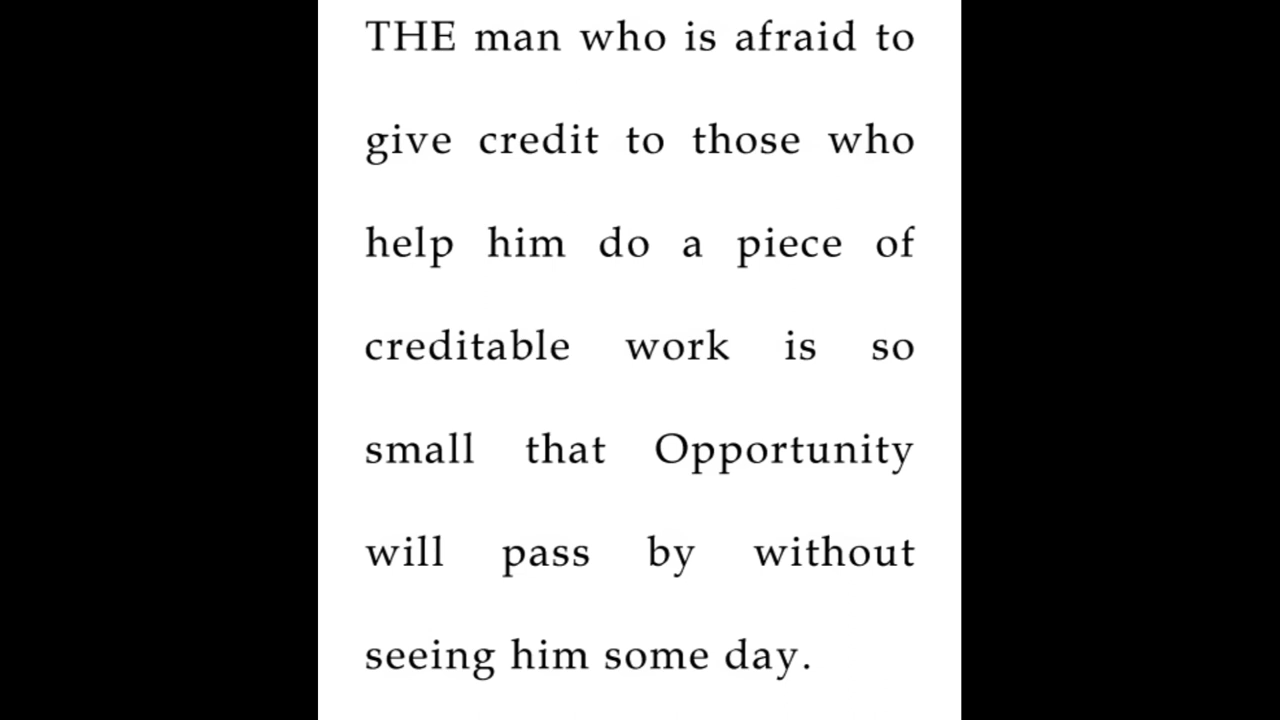 THE man who is afraid to
give credit to those who
help him do a piece of
creditable work is so
small that Opportunity
will pass by without
seeing him some day.